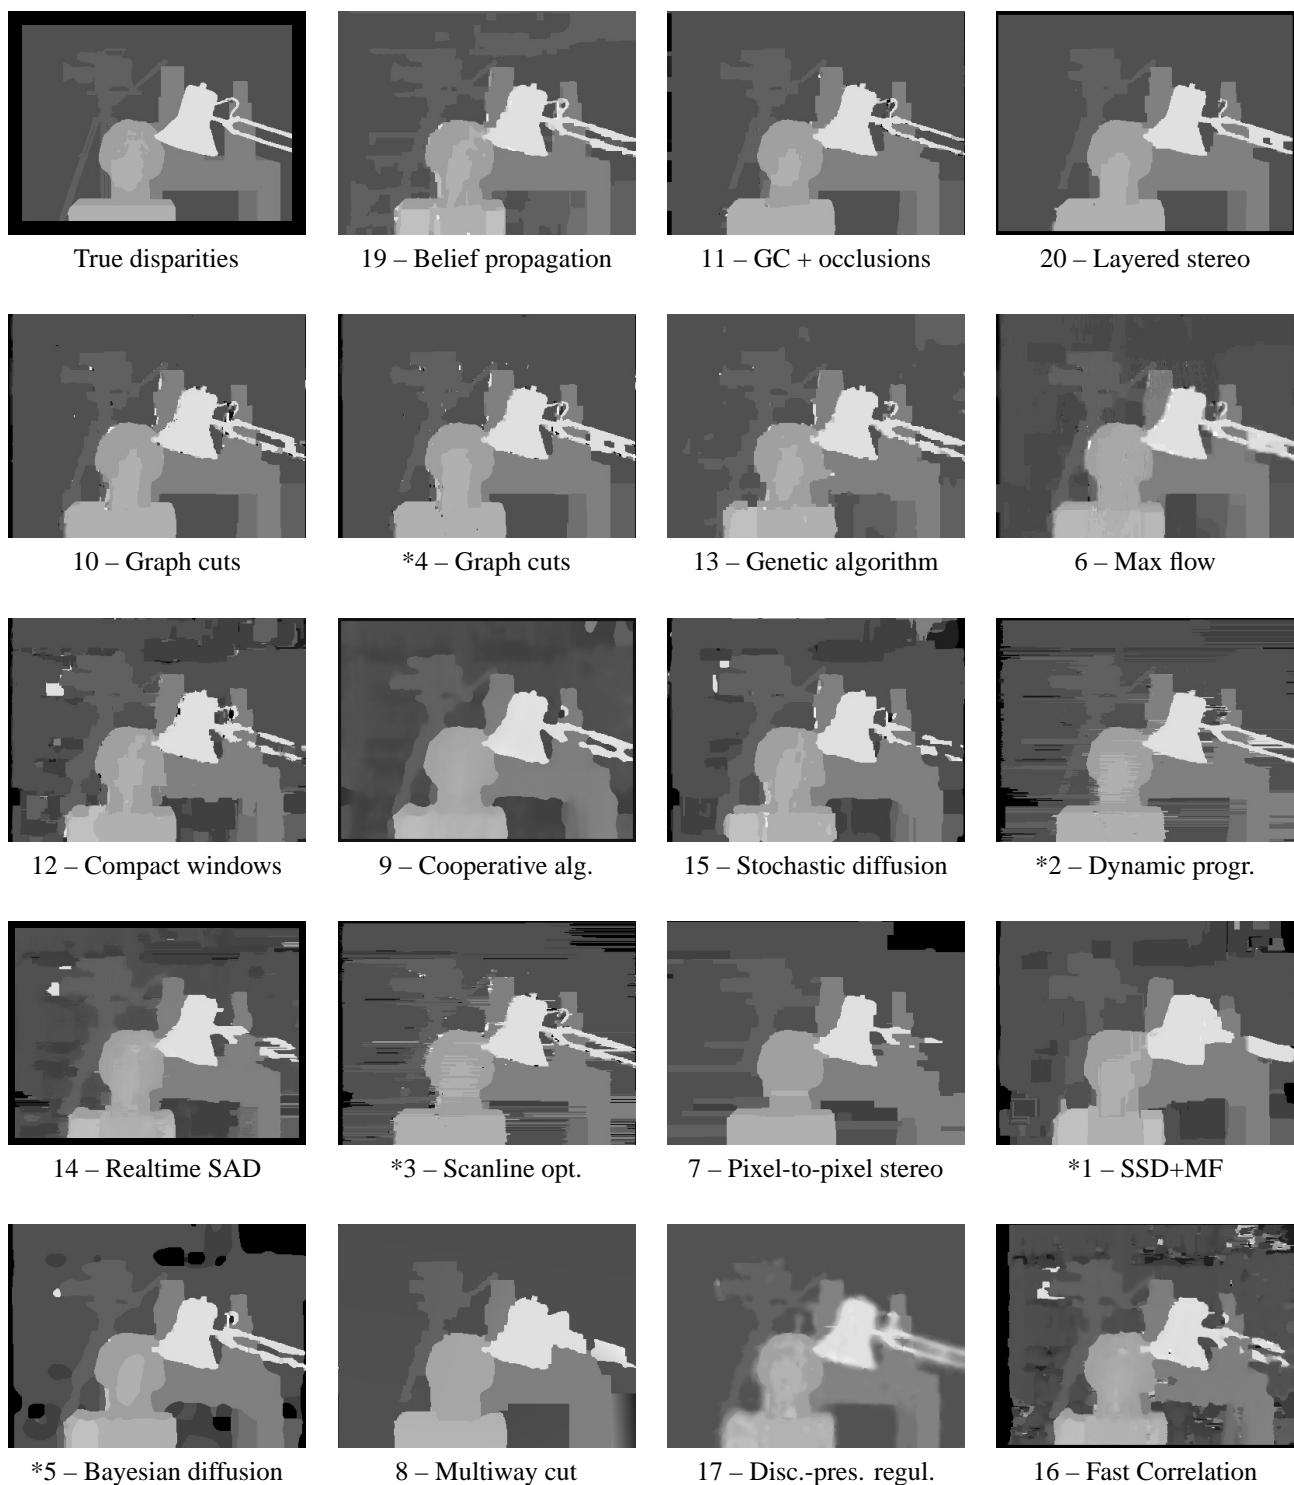 True disparities
19 – Belief propagation
11 – GC + occlusions
20 – Layered stereo
10 – Graph cuts
*4 – Graph cuts
13 – Genetic algorithm
6 – Max flow
12 – Compact windows
9 – Cooperative alg.
15 – Stochastic diffusion
*2 – Dynamic progr.
14 – Realtime SAD
*3 – Scanline opt.
7 – Pixel-to-pixel stereo
*1 – SSD+MF
*5 – Bayesian diffusion
8 – Multiway cut
17 – Disc.-pres. regul.
16 – Fast Correlation